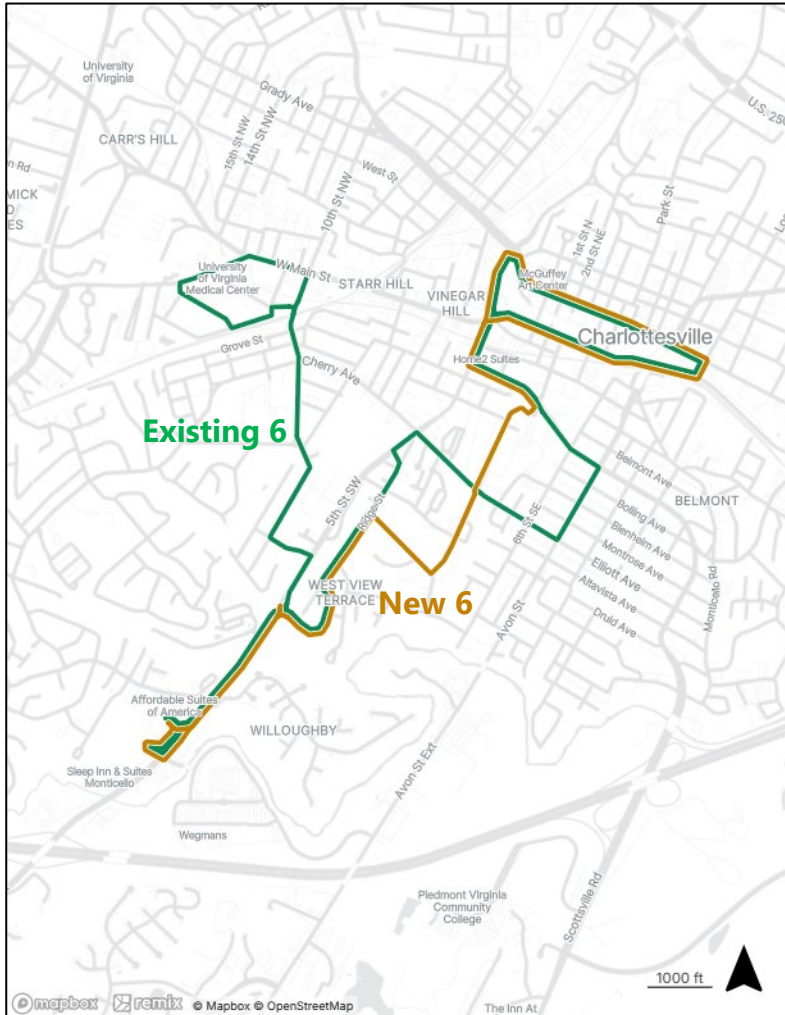 University
of Virginia
Grady Ave
CARR'S HILL
15th St NW
14th St NW
U.S. 250
West St
Park St
10th St NW
1st St N
2nd St NE
MICK
ES
W Main St
University
of Virginia
Medical Center
STARR HILL
McGuffey
Art Center
VINEGAR
HILL
Charlottesville
Grove St
Home2 Suites
Cherry Ave
Existing 6
Belmont Ave
5th St SW
Ridge St
BELMONT
Bolling Ave
6th St SE
Blenheim Ave
Montrose Ave
Elliott Ave
Altavista Ave
Druid Ave
Monticello Rd
WEST VIEW
TERRACE
New 6
Avon St
Affordable Suites
of America
WILLOUGHBY
Sleep Inn & Suites
Monticello
Avon St Ext
Wegmans
Piedmont Virginia
Community
College
Scottsville Rd
1000 ft
mapbox remix © Mapbox © OpenStreetMap
The Inn At